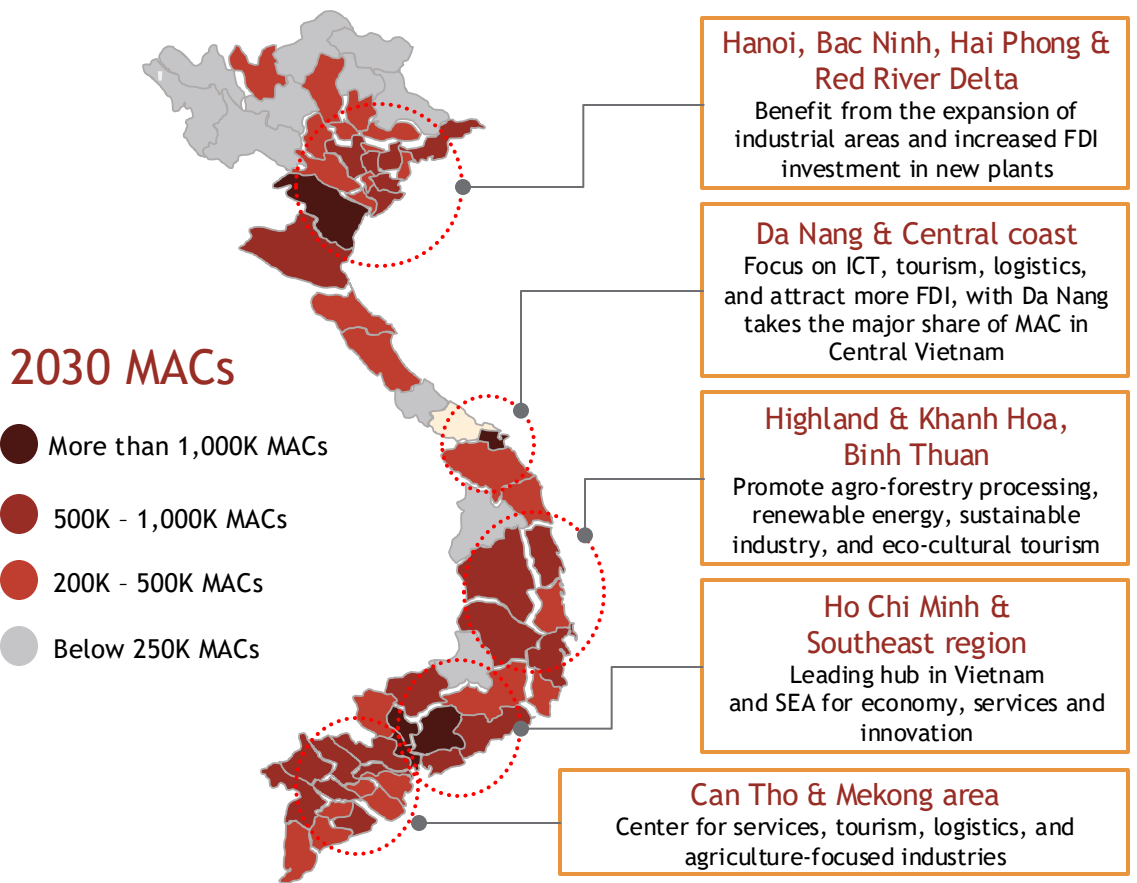 Hanoi, Bac Ninh, Hai Phong &
Red River Delta
Benefit from the expansion of
industrial areas and increased FDI
investment in new plants
Da Nang & Central coast
Focus on ICT, tourism, logistics,
and attract more FDI, with Da Nang
takes the major share of MAC in
Central Vietnam
2030 MACs
More than 1,000K MACs
500K – 1,000K MACs
200K – 500K MACs
Below 250K MACs
Highland & Khanh Hoa,
Binh Thuan
Promote agro-forestry processing,
renewable energy, sustainable
industry, and eco-cultural tourism
Ho Chi Minh &
Southeast region
Leading hub in Vietnam
and SEA for economy, services and
innovation
Can Tho & Mekong area
Center for services, tourism, logistics, and
agriculture-focused industries